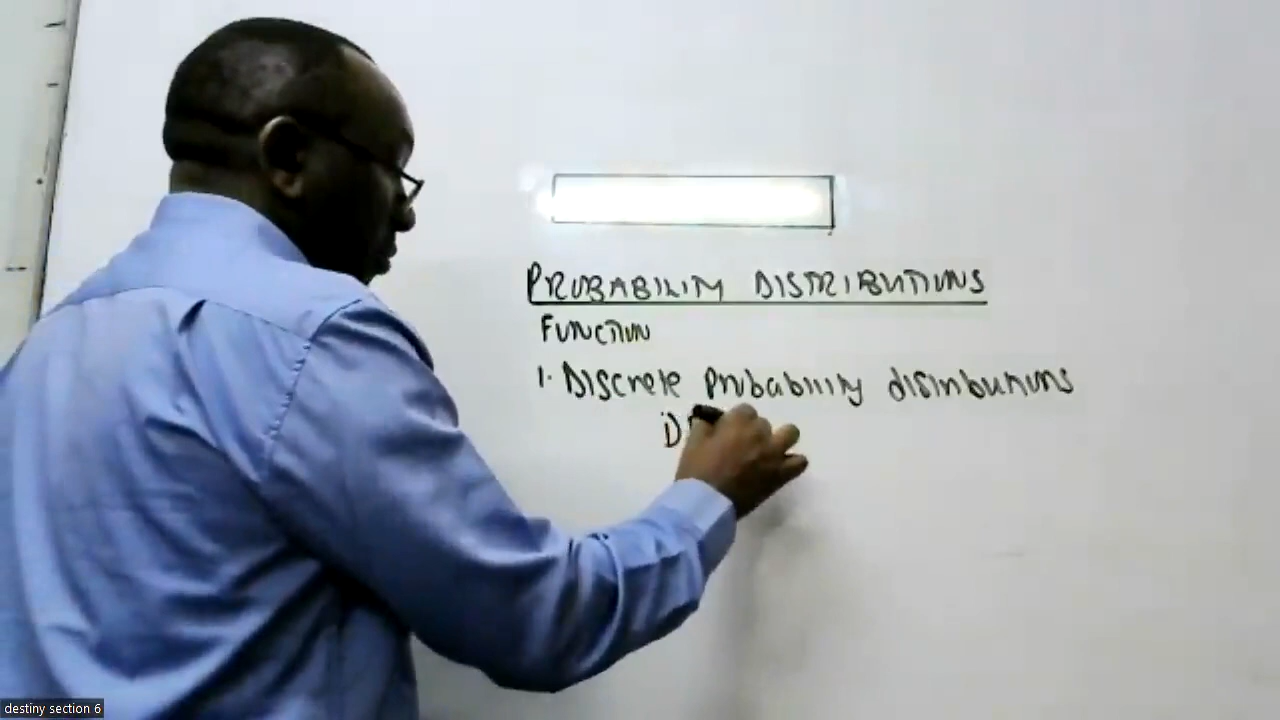 PROBABILITY DISTRIBUTIONS
FUNCTION
1. Discrete Probability distributions
destiny section 6